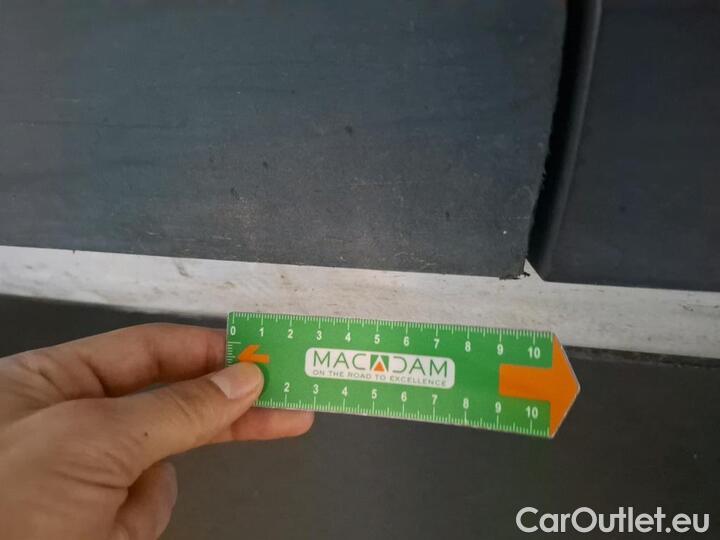 0 1 2 3 4 5 6 7 8 9 10
MACADAM
ON THE ROAD TO EXCELLENCE
2 3 4 5 6 7 8 9 10
CarOutlet.eu